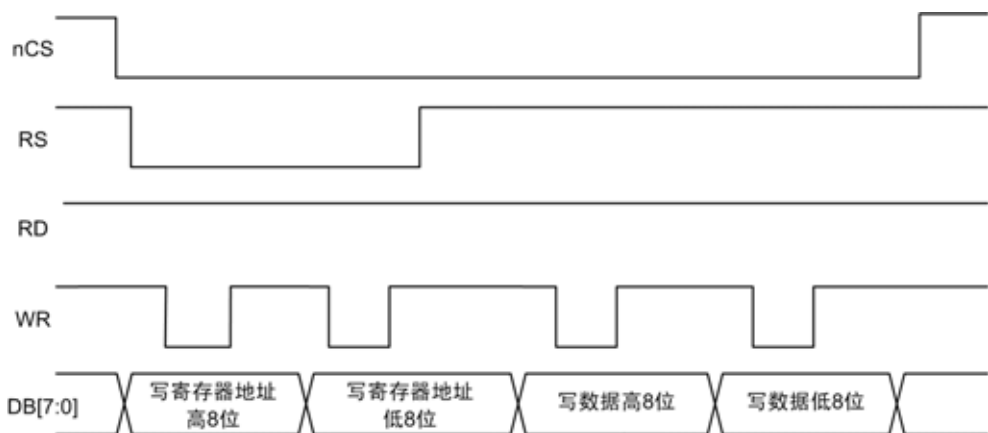 nCS
RS
RD
WR
DB[7:0]
写寄存器地址
高8位
写寄存器地址
低8位
写数据高8位
写数据低8位